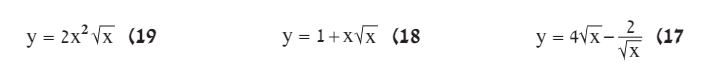 (17 y = 4√x - 2/√x (18 y = 1+x√x (19 y = 2x²√x